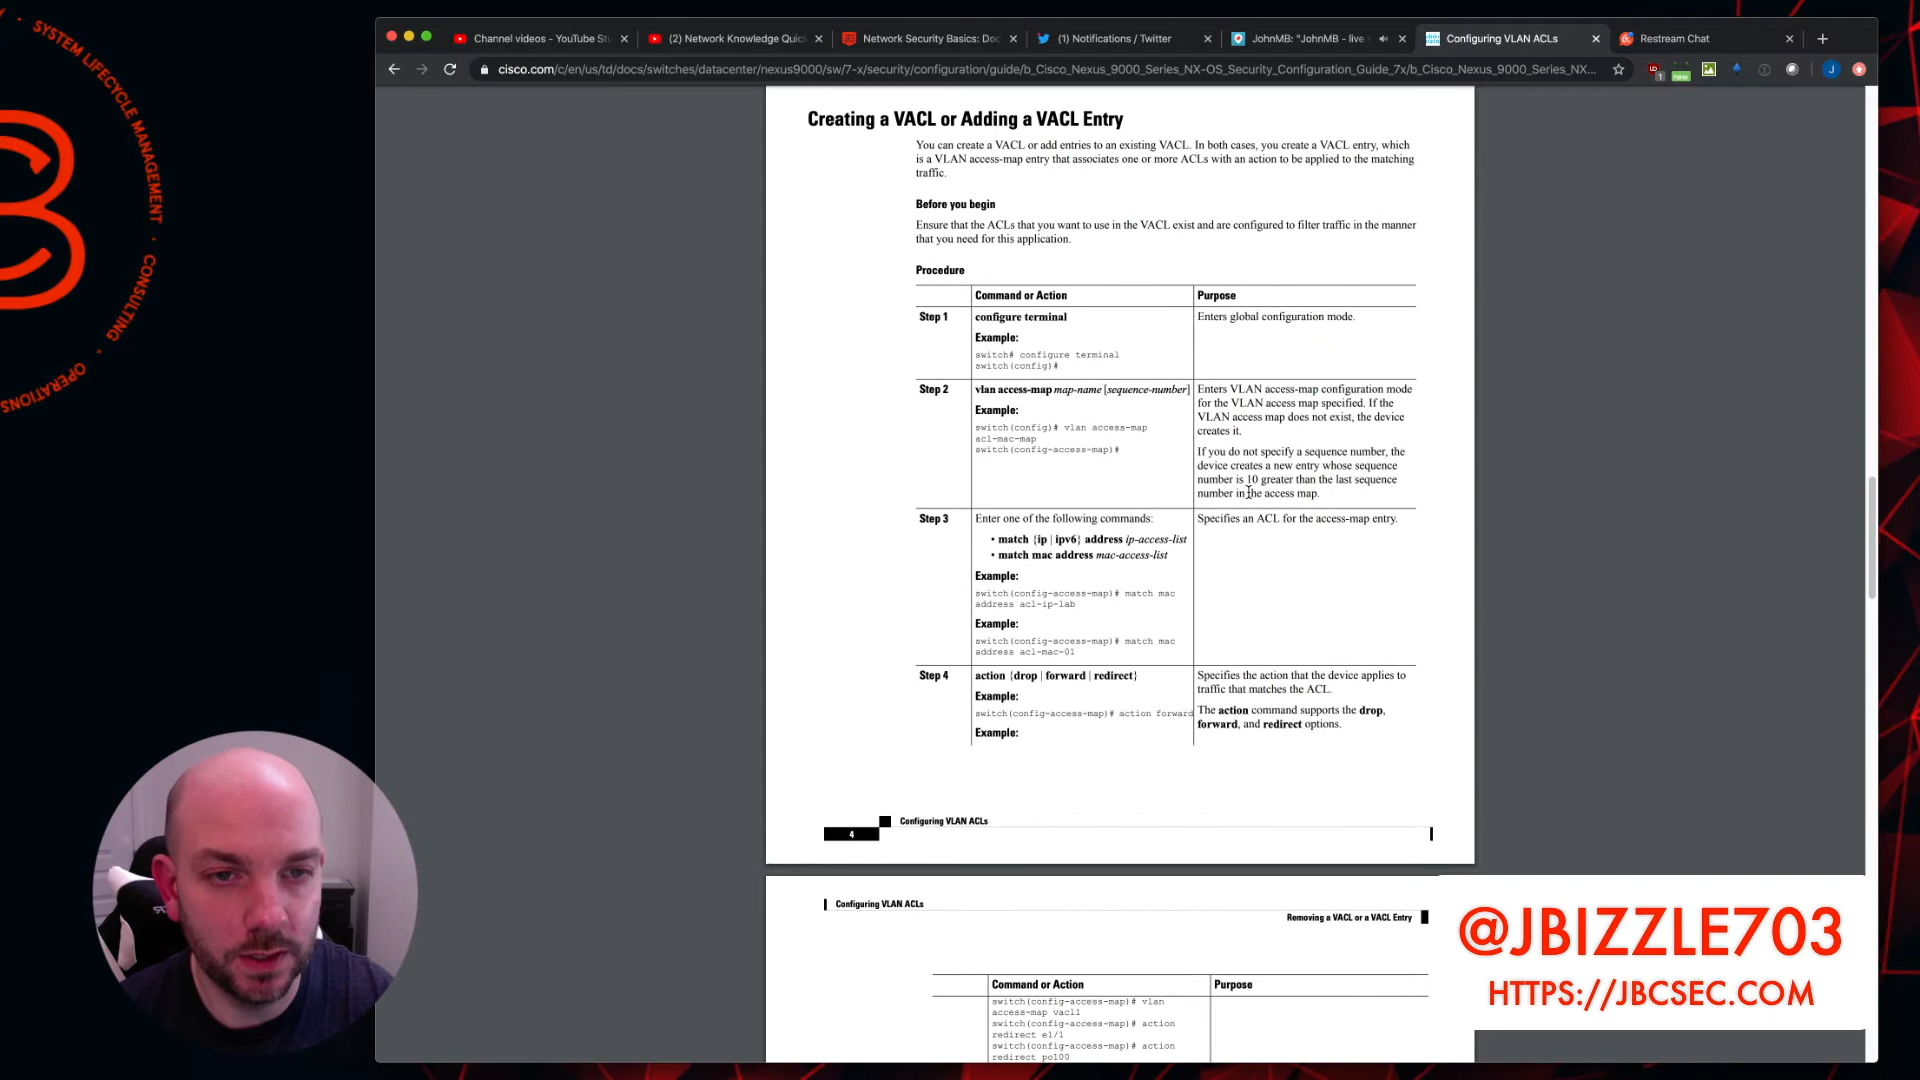 SYSTEM LIFECYCLE MANAGEMENT · CONSULTING · OPERATIONS
Channel videos - YouTube Stu
(2) Network Knowledge Quic
Network Security Basics: Doc
(1) Notifications / Twitter
JohnMB: "JohnMB - live
Configuring VLAN ACLs
Restream Chat
cisco.com/c/en/us/td/docs/switches/datacenter/nexus9000/sw/7-x/security/configuration/guide/b_Cisco_Nexus_9000_Series_NX-OS_Security_Configuration_Guide_7x/b_Cisco_Nexus_9000_Series_NX...
1
new
J
Creating a VACL or Adding a VACL Entry
You can create a VACL or add entries to an existing VACL. In both cases, you create a VACL entry, which
is a VLAN access-map entry that associates one or more ACLs with an action to be applied to the matching
traffic.
Before you begin
Ensure that the ACLs that you want to use in the VACL exist and are configured to filter traffic in the manner
that you need for this application.
Procedure
Command or Action
Purpose
Step 1
configure terminal
Example:
switch# configure terminal
switch(config)#
Enters global configuration mode.
Step 2
vlan access-map map-name [sequence-number]
Example:
switch(config)# vlan access-map
acl-mac-map
switch(config-access-map)#
Enters VLAN access-map configuration mode
for the VLAN access map specified. If the
VLAN access map does not exist, the device
creates it.
If you do not specify a sequence number, the
device creates a new entry whose sequence
number is 10 greater than the last sequence
number in the access map.
Step 3
Enter one of the following commands:
• match {ip | ipv6} address ip-access-list
• match mac address mac-access-list
Example:
switch(config-access-map)# match mac
address acl-ip-lab
Example:
switch(config-access-map)# match mac
address acl-mac-01
Specifies an ACL for the access-map entry.
Step 4
action {drop | forward | redirect}
Example:
switch(config-access-map)# action forward
Example:
Specifies the action that the device applies to
traffic that matches the ACL.
The action command supports the drop,
forward, and redirect options.
Configuring VLAN ACLs
4
Configuring VLAN ACLs
Removing a VACL or a VACL Entry
Command or Action
Purpose
switch(config-access-map)# vlan
access-map vacl1
switch(config-access-map)# action
redirect e1/1
switch(config-access-map)# action
redirect po100
@JBIZZLE703
HTTPS://JBCSEC.COM